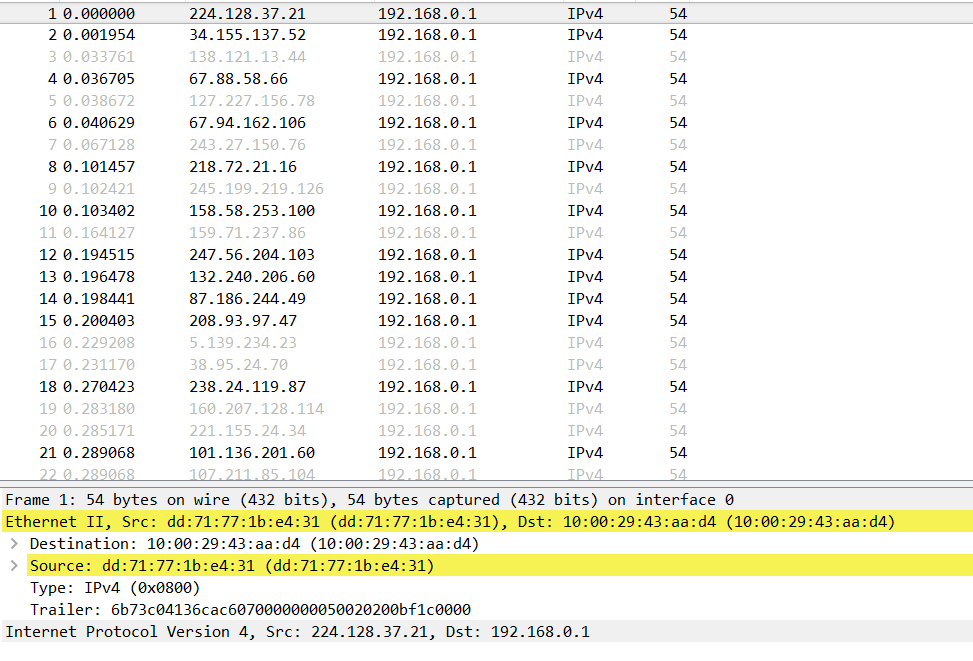 1 0.000000 224.128.37.21 192.168.0.1 IPv4 54
2 0.001954 34.155.137.52 192.168.0.1 IPv4 54
3 0.033761 138.121.13.44 192.168.0.1 IPv4 54
4 0.036705 67.88.58.66 192.168.0.1 IPv4 54
5 0.038672 127.227.156.78 192.168.0.1 IPv4 54
6 0.040629 67.94.162.106 192.168.0.1 IPv4 54
7 0.067128 243.27.150.76 192.168.0.1 IPv4 54
8 0.101457 218.72.21.16 192.168.0.1 IPv4 54
9 0.102421 245.199.219.126 192.168.0.1 IPv4 54
10 0.103402 158.58.253.100 192.168.0.1 IPv4 54
11 0.164127 159.71.237.86 192.168.0.1 IPv4 54
12 0.194515 247.56.204.103 192.168.0.1 IPv4 54
13 0.196478 132.240.206.60 192.168.0.1 IPv4 54
14 0.198441 87.186.244.49 192.168.0.1 IPv4 54
15 0.200403 208.93.97.47 192.168.0.1 IPv4 54
16 0.229208 5.139.234.23 192.168.0.1 IPv4 54
17 0.231170 38.95.24.70 192.168.0.1 IPv4 54
18 0.270423 238.24.119.87 192.168.0.1 IPv4 54
19 0.283180 160.207.128.114 192.168.0.1 IPv4 54
20 0.285171 221.155.24.34 192.168.0.1 IPv4 54
21 0.289068 101.136.201.60 192.168.0.1 IPv4 54
22 0.289068 107.211.85.104 192.168.0.1 IPv4 54
Frame 1: 54 bytes on wire (432 bits), 54 bytes captured (432 bits) on interface 0
Ethernet II, Src: dd:71:77:1b:e4:31 (dd:71:77:1b:e4:31), Dst: 10:00:29:43:aa:d4 (10:00:29:43:aa:d4)
Destination: 10:00:29:43:aa:d4 (10:00:29:43:aa:d4)
Source: dd:71:77:1b:e4:31 (dd:71:77:1b:e4:31)
Type: IPv4 (0x0800)
Trailer: 6b73c04136cac6070000000050020200bf1c0000
Internet Protocol Version 4, Src: 224.128.37.21, Dst: 192.168.0.1